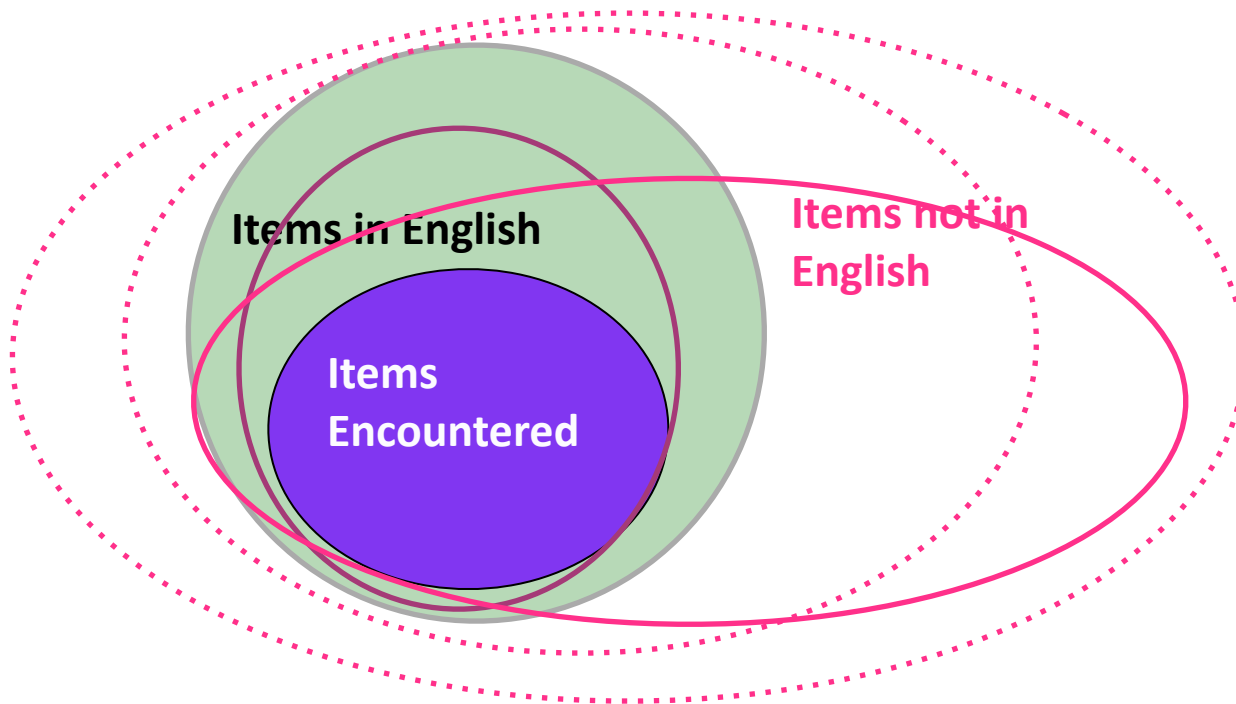 Items in English
Items not in
English
Items
Encountered